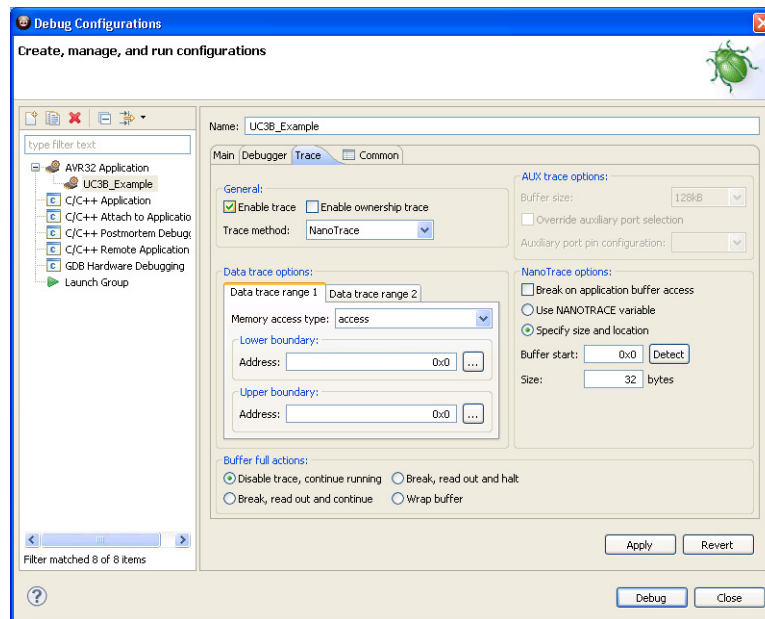 Debug Configurations
Create, manage, and run configurations
type filter text
AVR32 Application
UC3B_Example
C/C++ Application
C/C++ Attach to Applicatio
C/C++ Postmortem Debug
C/C++ Remote Application
GDB Hardware Debugging
Launch Group
Filter matched 8 of 8 items
Name: UC3B_Example
Main Debugger Trace Common
General:
Enable trace Enable ownership trace
Trace method: NanoTrace
AUX trace options:
Buffer size: 128kB
Override auxiliary port selection
Auxiliary port pin configuration:
Data trace options:
Data trace range 1 Data trace range 2
Memory access type: access
Lower boundary:
Address: 0x0 ...
Upper boundary:
Address: 0x0 ...
NanoTrace options:
Break on application buffer access
Use NANOTRACE variable
Specify size and location
Buffer start: 0x0 Detect
Size: 32 bytes
Buffer full actions:
Disable trace, continue running Break, read out and halt
Break, read out and continue Wrap buffer
Apply Revert
? Debug Close